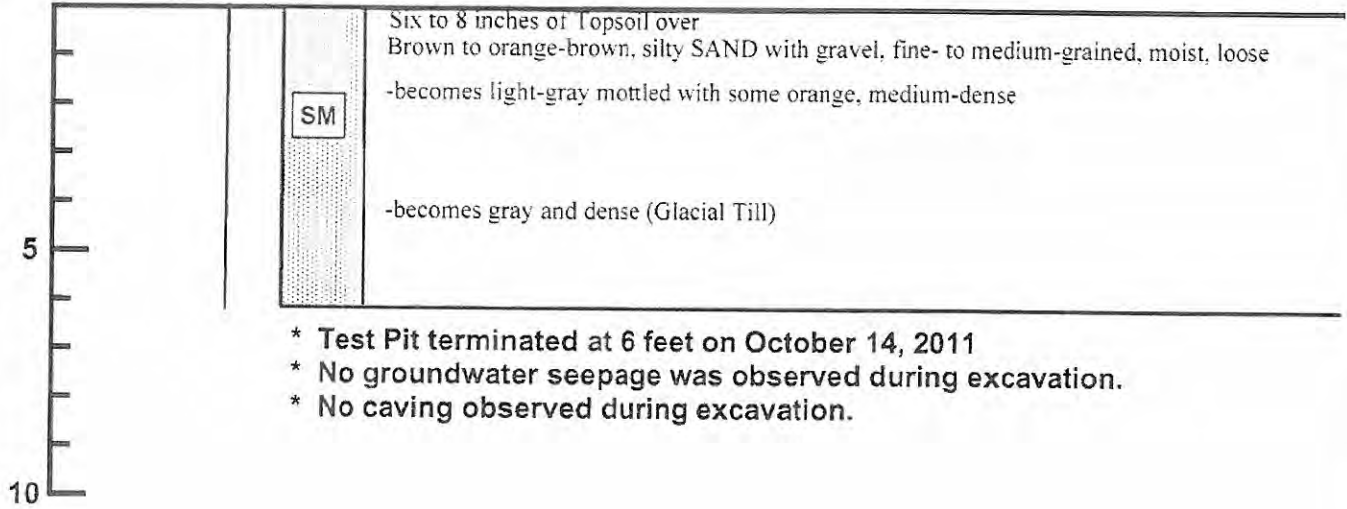 Six to 8 inches of Topsoil over
Brown to orange-brown, silty SAND with gravel, fine- to medium-grained, moist, loose
-becomes light-gray mottled with some orange, medium-dense
SM
-becomes gray and dense (Glacial Till)
5
* Test Pit terminated at 6 feet on October 14, 2011
* No groundwater seepage was observed during excavation.
* No caving observed during excavation.
10